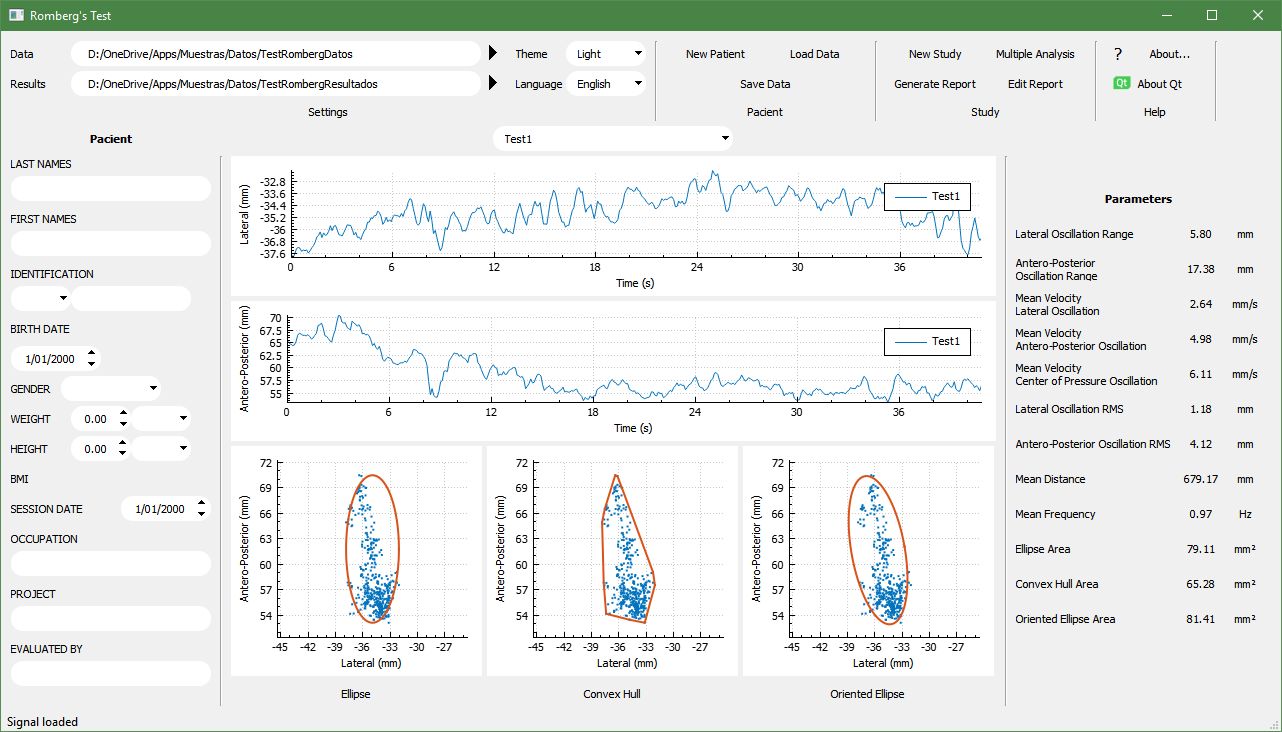 Romberg's Test
Data D:/OneDrive/Apps/Muestras/Datos/TestRombergDatos Theme Light New Patient Load Data New Study Multiple Analysis ? About...
Results D:/OneDrive/Apps/Muestras/Datos/TestRombergResultados Language English Save Data Generate Report Edit Report Qt About Qt
Settings Pacient Study Help
Pacient
LAST NAMES
FIRST NAMES
IDENTIFICATION
BIRTH DATE
1/01/2000
GENDER
WEIGHT 0.00
HEIGHT 0.00
BMI
SESSION DATE 1/01/2000
OCCUPATION
PROJECT
EVALUATED BY
Test1
Lateral (mm)
-32.8
-33.6
-34.4
-35.2
-36
-36.8
-37.6
0 6 12 18 24 30 36
Time (s)
Test1
Antero-Posterior (mm)
70
67.5
65
62.5
60
57.5
55
0 6 12 18 24 30 36
Time (s)
Test1
Antero-Posterior (mm)
72
69
66
63
60
57
54
-45 -42 -39 -36 -33 -30 -27
Lateral (mm)
Ellipse
Antero-Posterior (mm)
72
69
66
63
60
57
54
-45 -42 -39 -36 -33 -30 -27
Lateral (mm)
Convex Hull
Antero-Posterior (mm)
72
69
66
63
60
57
54
-45 -42 -39 -36 -33 -30 -27
Lateral (mm)
Oriented Ellipse
Parameters
Lateral Oscillation Range 5.80 mm
Antero-Posterior
Oscillation Range 17.38 mm
Mean Velocity
Lateral Oscillation 2.64 mm/s
Mean Velocity
Antero-Posterior Oscillation 4.98 mm/s
Mean Velocity
Center of Pressure Oscillation 6.11 mm/s
Lateral Oscillation RMS 1.18 mm
Antero-Posterior Oscillation RMS 4.12 mm
Mean Distance 679.17 mm
Mean Frequency 0.97 Hz
Ellipse Area 79.11 mm²
Convex Hull Area 65.28 mm²
Oriented Ellipse Area 81.41 mm²
Signal loaded